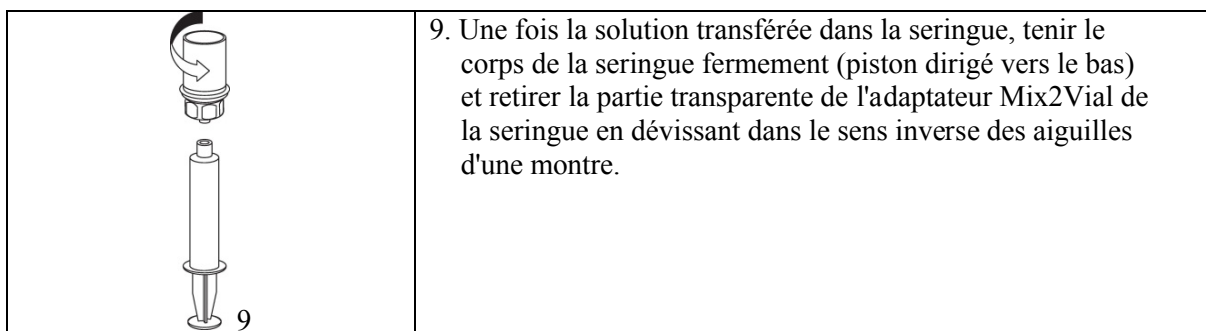 9. Une fois la solution transférée dans la seringue, tenir le
corps de la seringue fermement (piston dirigé vers le bas)
et retirer la partie transparente de l'adaptateur Mix2Vial de
la seringue en dévissant dans le sens inverse des aiguilles
d'une montre.
9